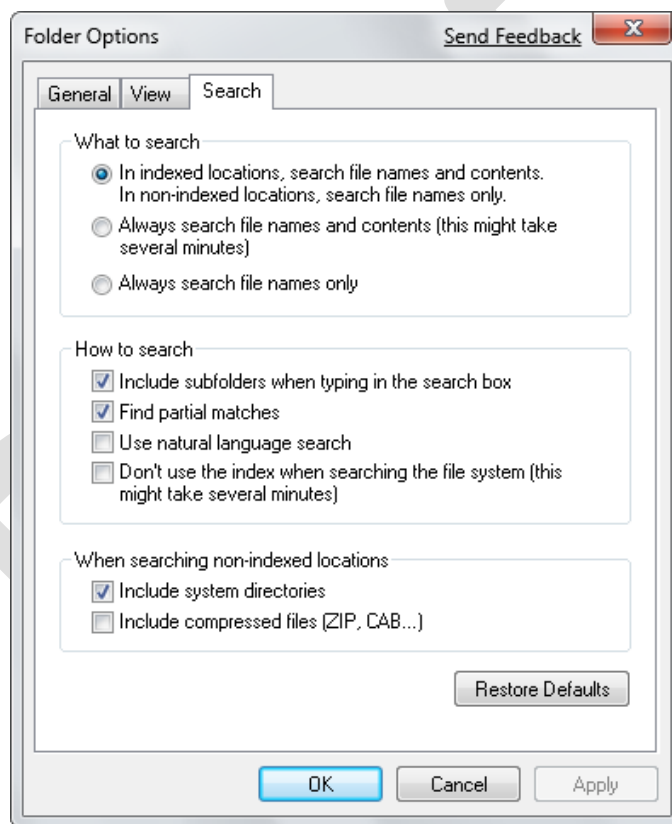 Folder Options Send Feedback
General View Search
What to search
In indexed locations, search file names and contents.
In non-indexed locations, search file names only.
Always search file names and contents (this might take
several minutes)
Always search file names only
How to search
Include subfolders when typing in the search box
Find partial matches
Use natural language search
Don't use the index when searching the file system (this
might take several minutes)
When searching non-indexed locations
Include system directories
Include compressed files (ZIP, CAB...)
Restore Defaults
OK Cancel Apply